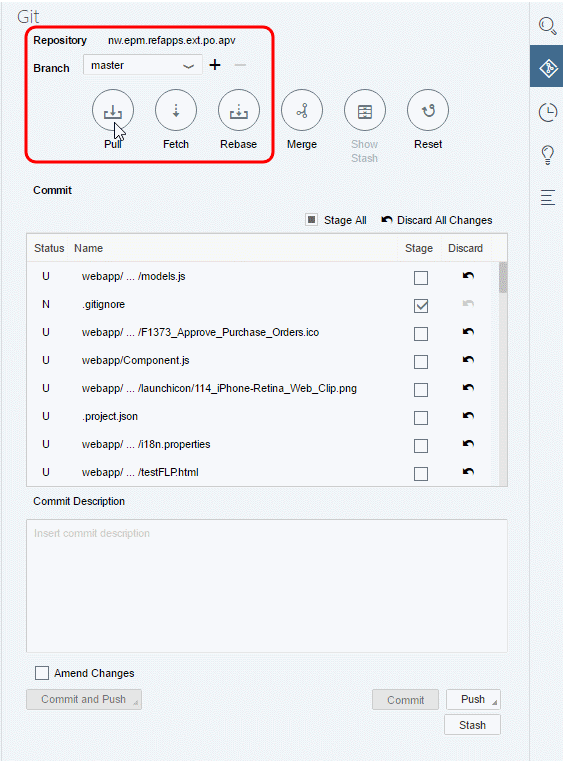 Git
Repository nw.epm.refapps.ext.po.apv
Branch master
Pull Fetch Rebase Merge Show Stash Reset
Commit
Stage All Discard All Changes
Status Name Stage Discard
U webapp/ ... /models.js
N .gitignore
U webapp/ ... /F1373_Approve_Purchase_Orders.ico
U webapp/Component.js
U webapp/ ... /launchicon/114_iPhone-Retina_Web_Clip.png
U .project.json
U webapp/ ... /i18n.properties
U webapp/ ... /testFLP.html
Commit Description
Insert commit description
Amend Changes
Commit and Push Commit Push
Stash